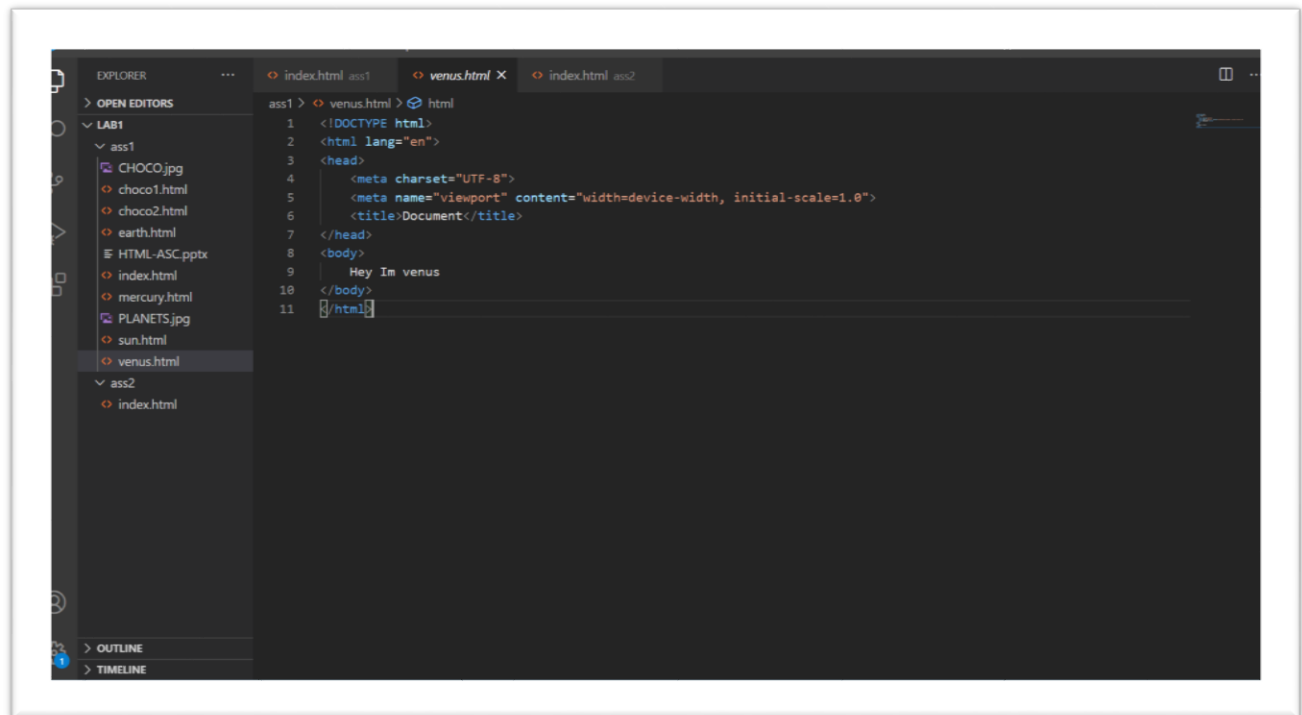 EXPLORER ···
> OPEN EDITORS
LAB1
ass1
CHOCO.jpg
choco1.html
choco2.html
earth.html
HTML-ASC.pptx
index.html
mercury.html
PLANETS.jpg
sun.html
venus.html
ass2
index.html
> OUTLINE
> TIMELINE
1
index.html ass1 venus.html × index.html ass2
ass1 > venus.html > html
1 <!DOCTYPE html>
2 <html lang="en">
3 <head>
4 <meta charset="UTF-8">
5 <meta name="viewport" content="width=device-width, initial-scale=1.0">
6 <title>Document</title>
7 </head>
8 <body>
9 Hey Im venus
10 </body>
11 </html>